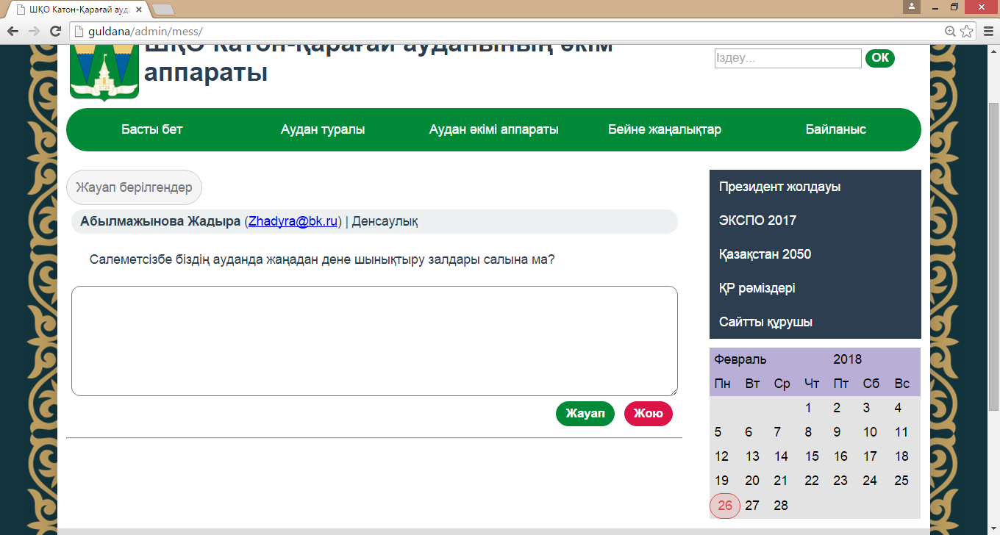 ШҚО Катон-Қарағай ауда
guldana/admin/mess/
ШҚО Катон-Қарағай ауданының әкім
аппараты
Іздеу...
ОК
Басты бет
Аудан туралы
Аудан әкімі аппараты
Бейне жаңалықтар
Байланыс
Жауап берілгендер
Абылмажынова Жадыра (Zhadyra@bk.ru) | Денсаулық
Салеметсізбе біздің ауданда жаңадан дене шынықтыру залдары салына ма?
Жауап
Жою
Президент жолдауы
ЭКСПО 2017
Қазақстан 2050
ҚР рәміздері
Сайтты құрушы
Февраль 2018
Пн Вт Ср Чт Пт Сб Вс
1 2 3 4
5 6 7 8 9 10 11
12 13 14 15 16 17 18
19 20 21 22 23 24 25
26 27 28